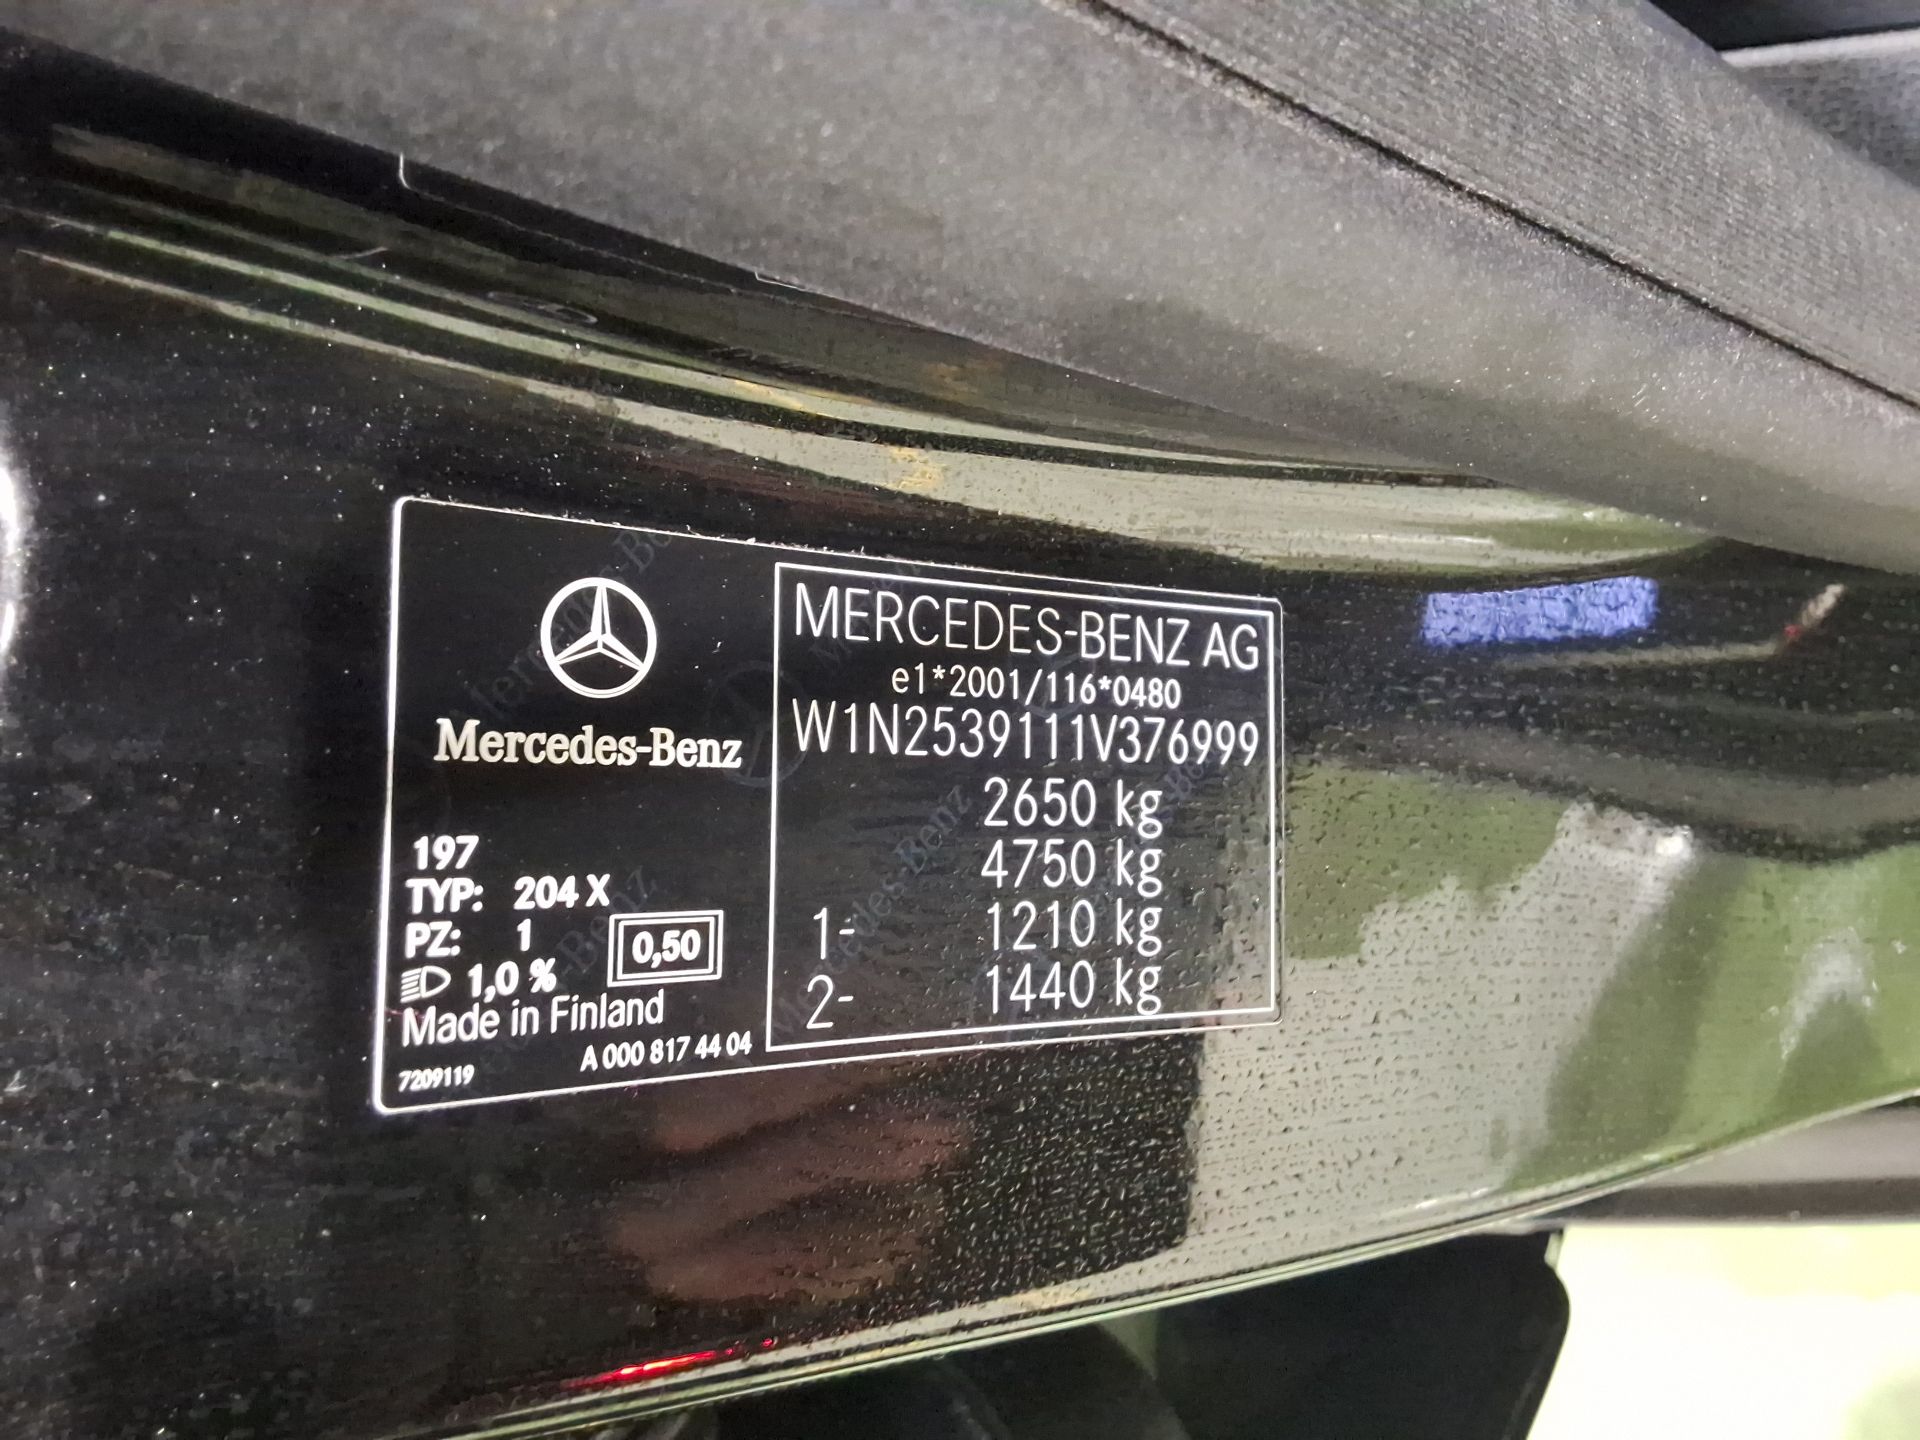 Mercedes-Benz
197
TYP: 204 X
PZ: 1
0,50
1,0 %
Made in Finland
7209119
A 000 817 44 04
MERCEDES-BENZ AG
e1*2001/116*0480
W1N2539111V376999
2650 kg
4750 kg
1- 1210 kg
2- 1440 kg